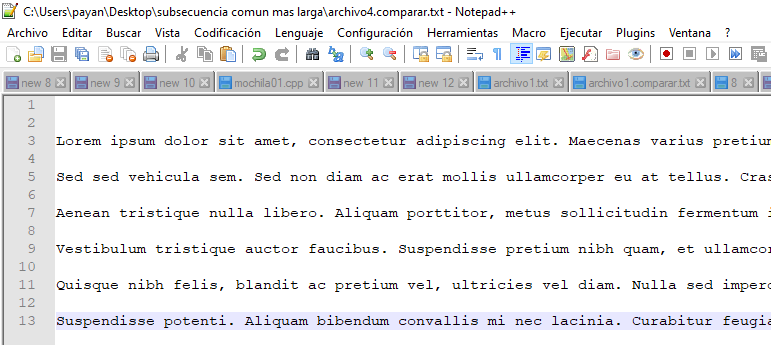 C:\Users\payan\Desktop\subsecuencia comun mas larga\archivo4.comparar.txt - Notepad++
Archivo Editar Buscar Vista Codificación Lenguaje Configuración Herramientas Macro Ejecutar Plugins Ventana ?
new 8 new 9 new 10 mochila01.cpp new 11 new 12 archivo1.txt archivo1.comparar.txt 8
1
2
3 Lorem ipsum dolor sit amet, consectetur adipiscing elit. Maecenas varius pretium
4
5 Sed sed vehicula sem. Sed non diam ac erat mollis ullamcorper eu at tellus. Cras
6
7 Aenean tristique nulla libero. Aliquam porttitor, metus sollicitudin fermentum
8
9 Vestibulum tristique auctor faucibus. Suspendisse pretium nibh quam, et ullamcor
10
11 Quisque nibh felis, blandit ac pretium vel, ultricies vel diam. Nulla sed imperd
12
13 Suspendisse potenti. Aliquam bibendum convallis mi nec lacinia. Curabitur feugia